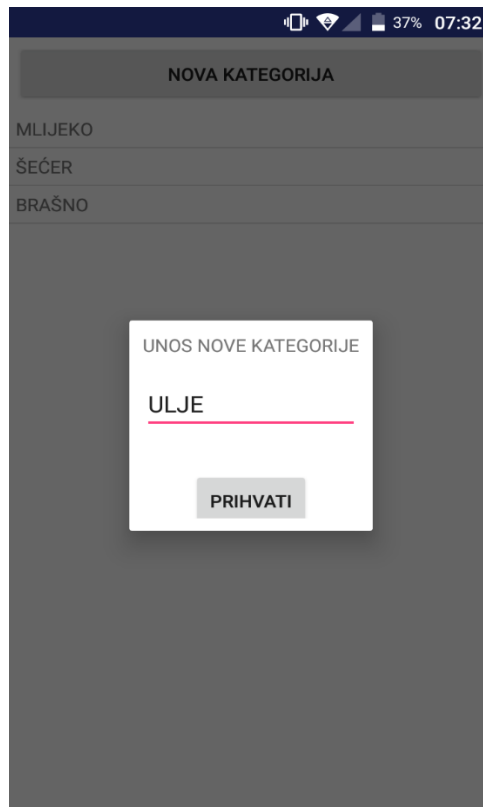 37% 07:32
NOVA KATEGORIJA
MLIJEKO
ŠEĆER
BRAŠNO
UNOS NOVE KATEGORIJE
ULJE
PRIHVATI